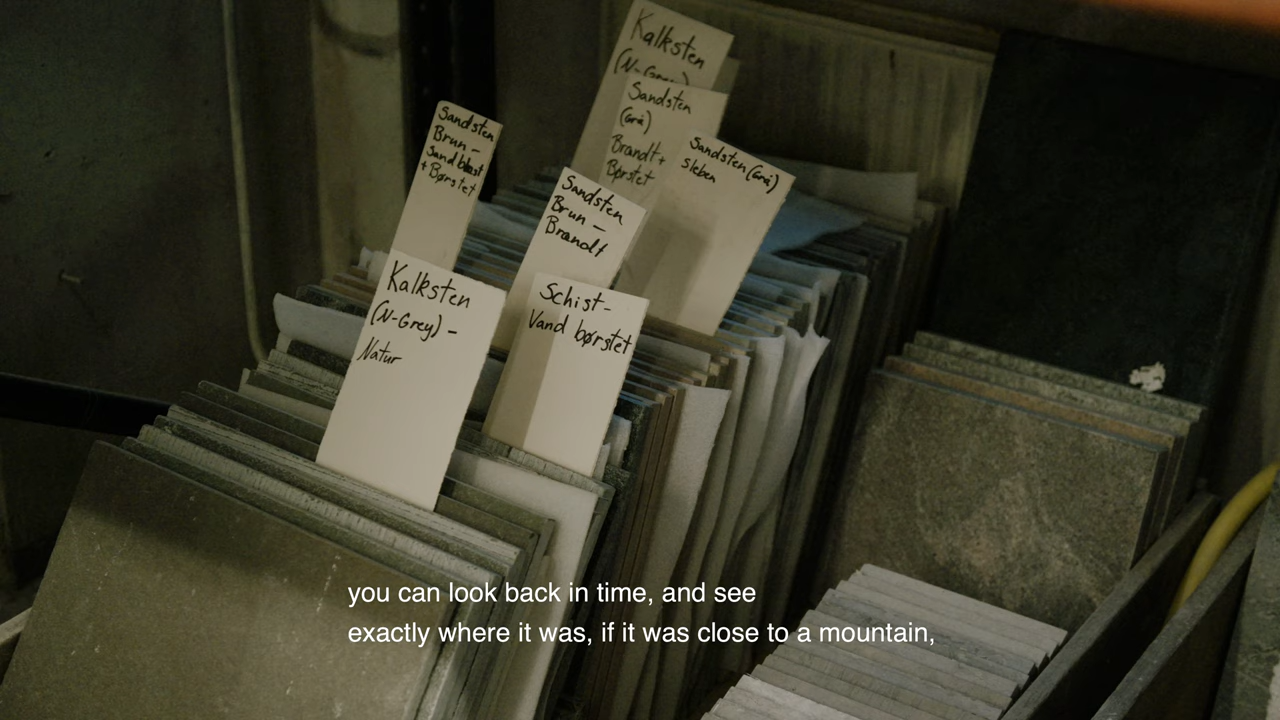 Kalksten
(N-Grey)
Sandsten
(Grå)
Brandt+
Børstet
Sandsten (Grå)
Sleben
Sandsten
Brun –
Sandblæst
+ Børstet
Sandsten
Brun –
Brandt
Kalksten
(N-Grey) –
Natur
Schist-
Vand børstet
you can look back in time, and see
exactly where it was, if it was close to a mountain,